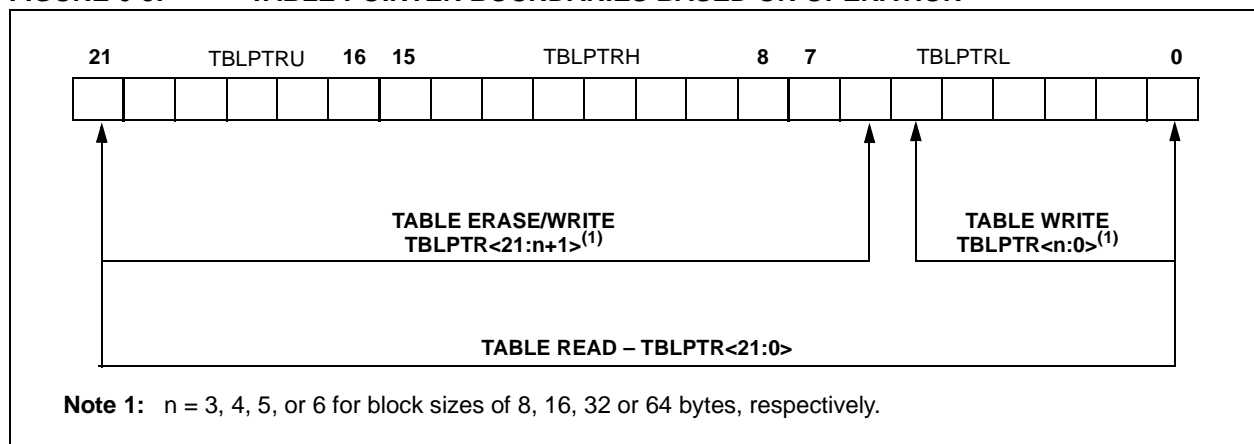 21 TBLPTRU 16 15 TBLPTRH 8 7 TBLPTRL 0
TABLE ERASE/WRITE
TBLPTR<21:n+1>(1)
TABLE WRITE
TBLPTR<n:0>(1)
TABLE READ – TBLPTR<21:0>
Note 1: n = 3, 4, 5, or 6 for block sizes of 8, 16, 32 or 64 bytes, respectively.